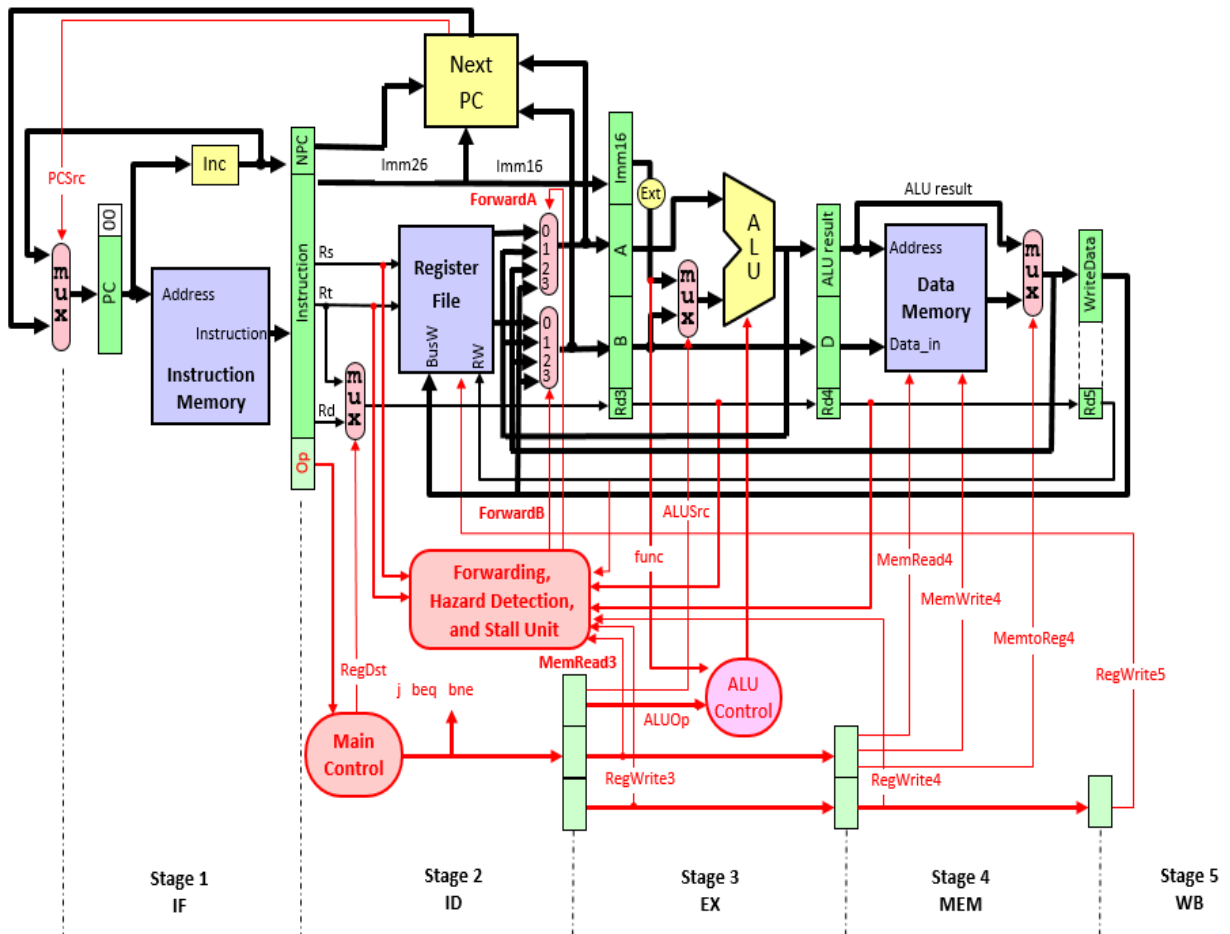 Next
PC
NPC
Imm16
Inc
Imm26
Imm16
PCSrc
ForwardA
Ext
ALU result
00
A
L
U
Rs
0
1
2
3
A
ALU result
Address
mux
Instruction
Register
File
mux
WriteData
mux
PC
Address
Rt
Data
Memory
Instruction
BusW
RW
0
1
2
3
B
D
Data_in
Instruction
Memory
mux
Rd
Rd3
Rd4
Rd5
Op
ForwardB
ALUSrc
func
MemRead4
Forwarding,
Hazard Detection,
and Stall Unit
MemWrite4
MemtoReg4
RegDst
MemRead3
RegWrite5
j beq bne
ALU
Control
ALUOp
Main
Control
RegWrite3
RegWrite4
Stage 1
IF
Stage 2
ID
Stage 3
EX
Stage 4
MEM
Stage 5
WB